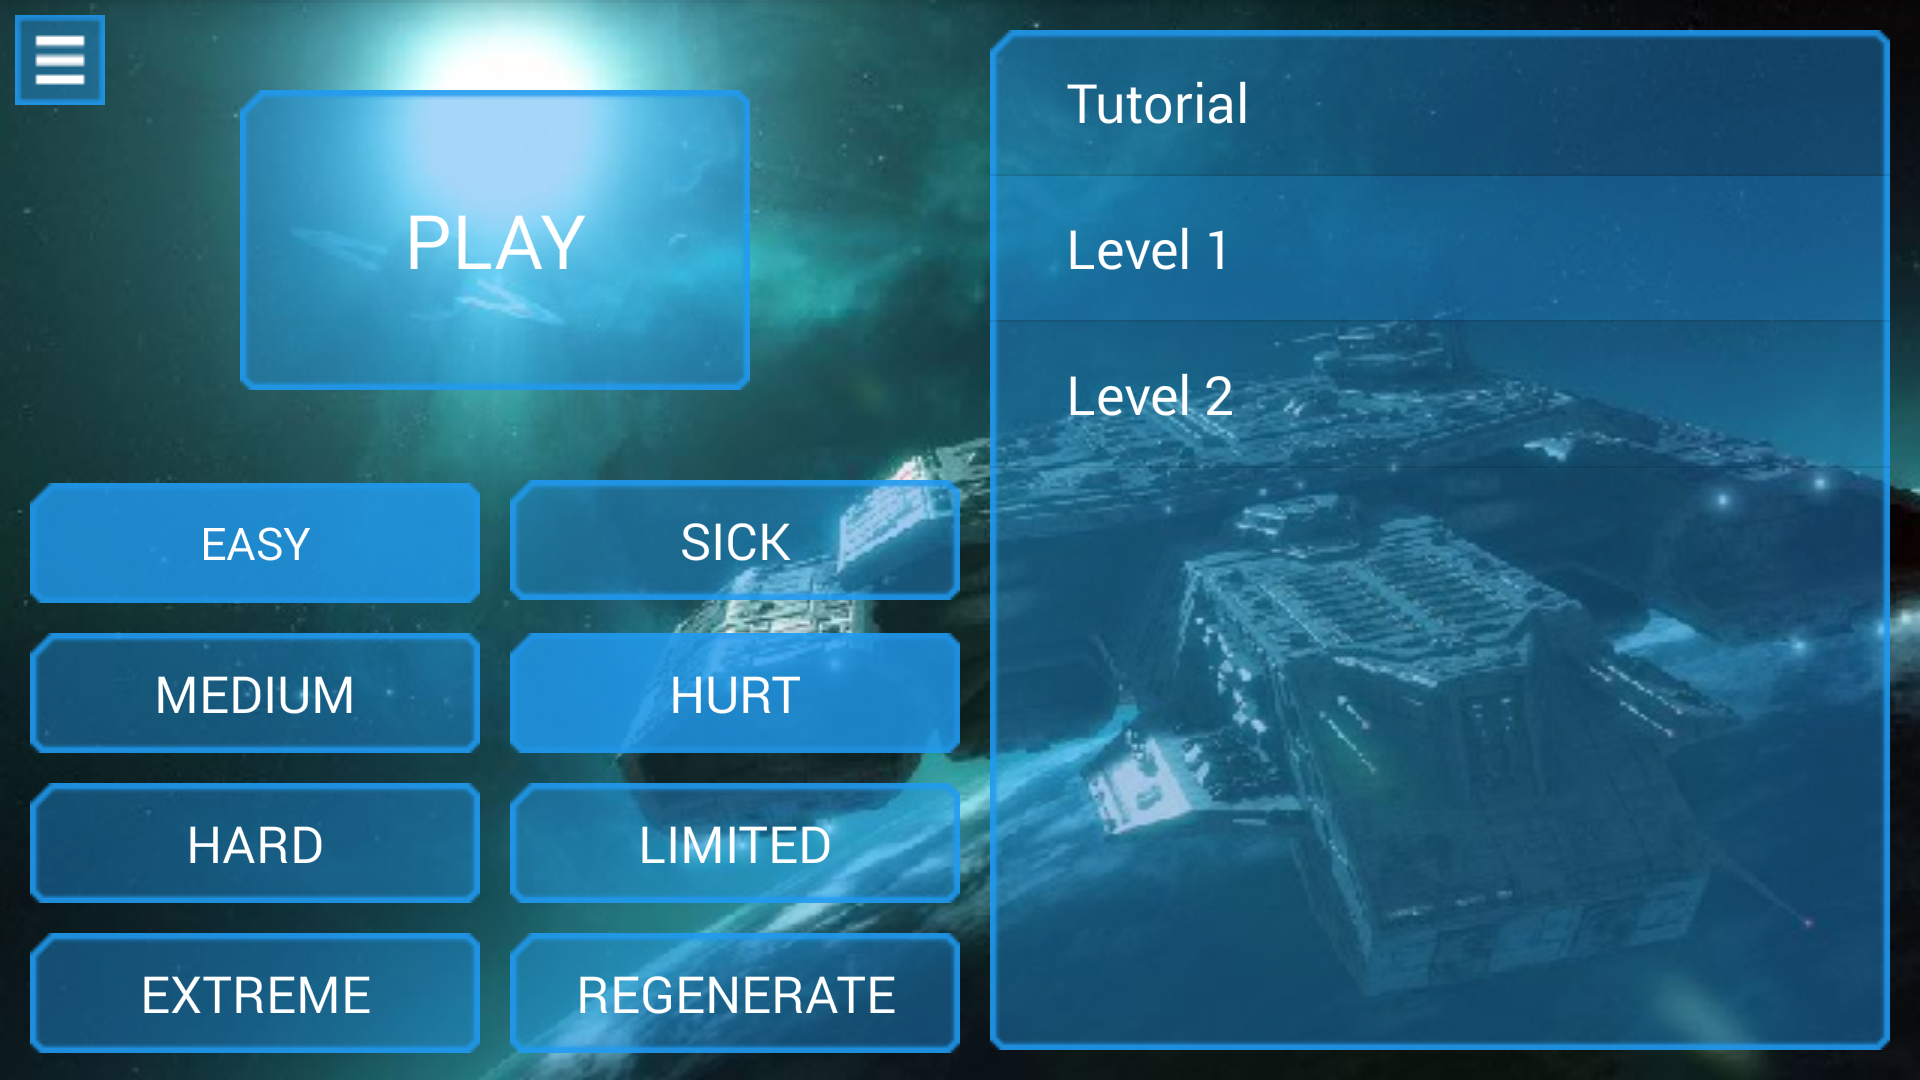 PLAY
EASY
SICK
MEDIUM
HURT
HARD
LIMITED
EXTREME
REGENERATE
Tutorial
Level 1
Level 2